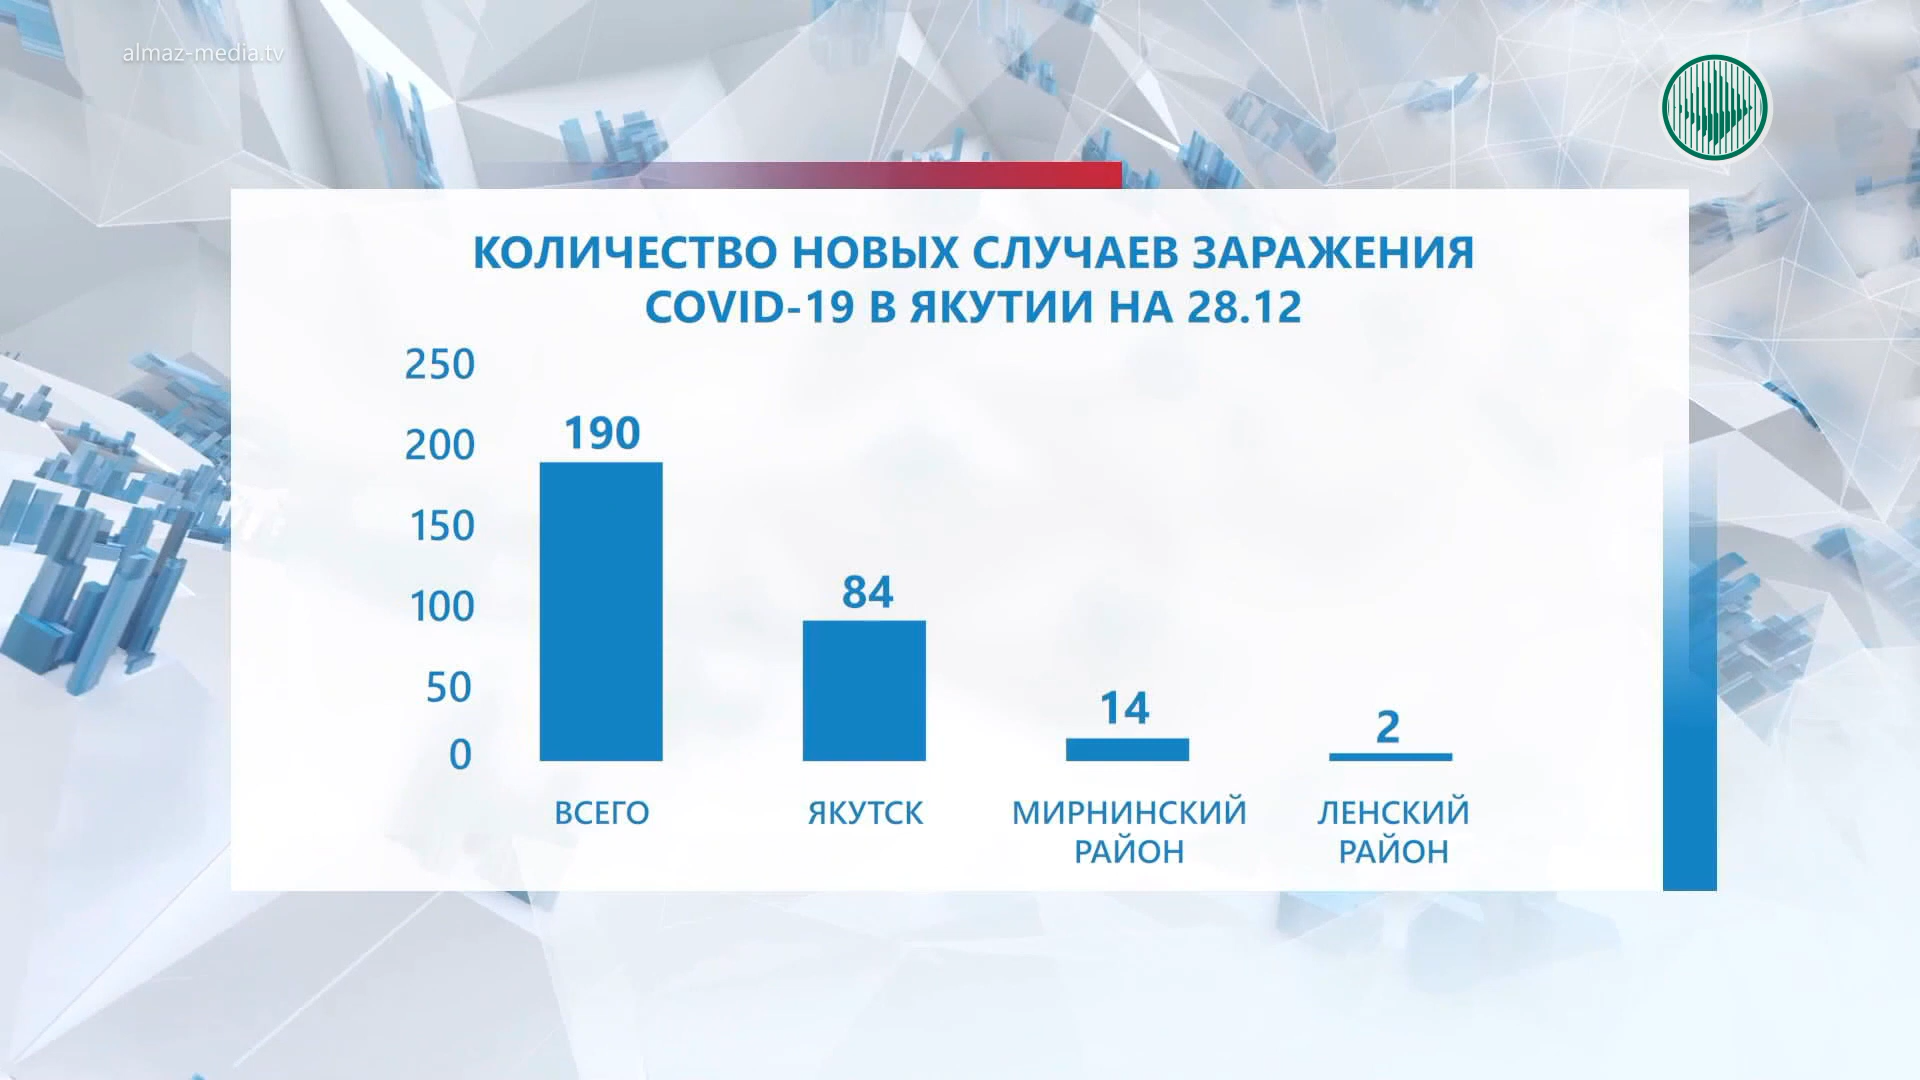 almaz-media.tv
КОЛИЧЕСТВО НОВЫХ СЛУЧАЕВ ЗАРАЖЕНИЯ
COVID-19 В ЯКУТИИ НА 28.12
250
200
150
100
50
0
190
84
14
2
ВСЕГО
ЯКУТСК
МИРНИНСКИЙ
РАЙОН
ЛЕНСКИЙ
РАЙОН